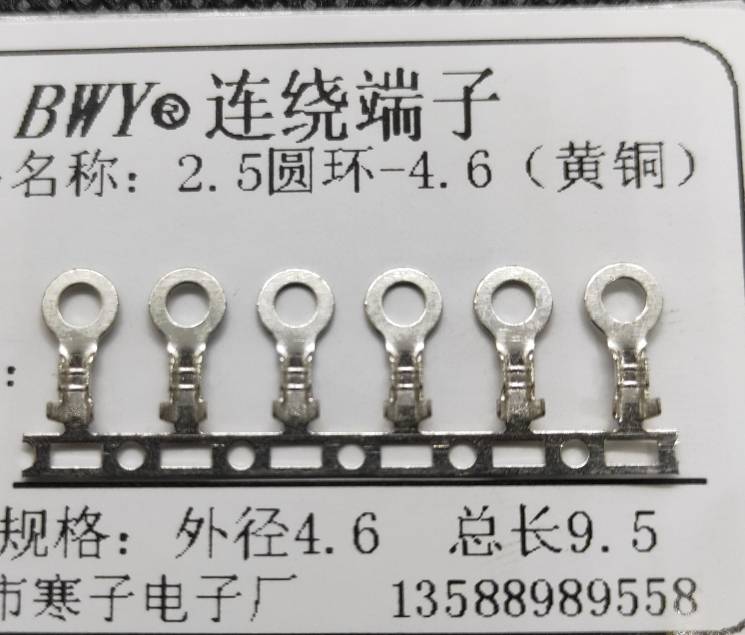 BWY® 连绕端子
名称：2.5圆环-4.6（黄铜）
:
规格：外径4.6 总长9.5
市寒子电子厂 13588989558